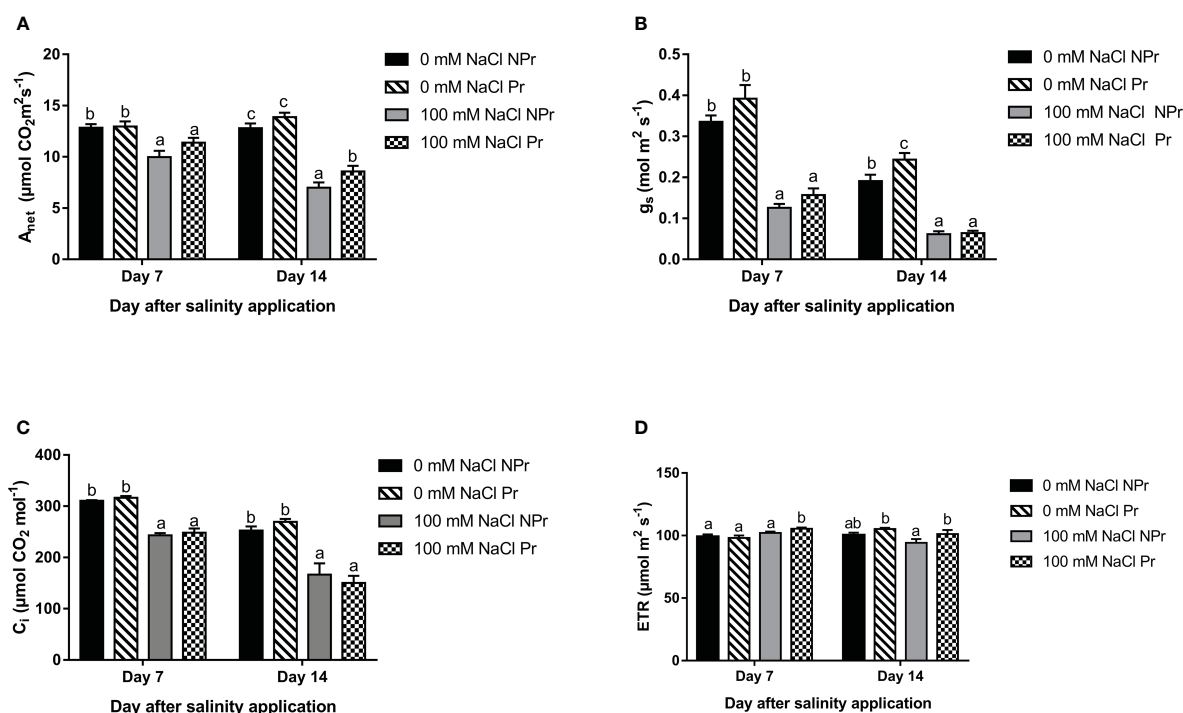 A
20
15
10
5
0
Anet (μmol CO2m²s-1)
b b a a c c a b
Day 7 Day 14
Day after salinity application
0 mM NaCl NPr
0 mM NaCl Pr
100 mM NaCl NPr
100 mM NaCl Pr
B
0.5
0.4
0.3
0.2
0.1
0.0
gs (mol m² s-1)
b b a a b c a a
Day 7 Day 14
Day after salinity application
0 mM NaCl NPr
0 mM NaCl Pr
100 mM NaCl NPr
100 mM NaCl Pr
C
400
300
200
100
0
Ci (μmol CO2 mol-1)
b b a a b b a a
Day 7 Day 14
Day after salinity application
0 mM NaCl NPr
0 mM NaCl Pr
100 mM NaCl NPr
100 mM NaCl Pr
D
150
100
50
0
ETR (μmol m² s-1)
a a a b ab b a b
Day 7 Day 14
Day after salinity application
0 mM NaCl NPr
0 mM NaCl Pr
100 mM NaCl NPr
100 mM NaCl Pr